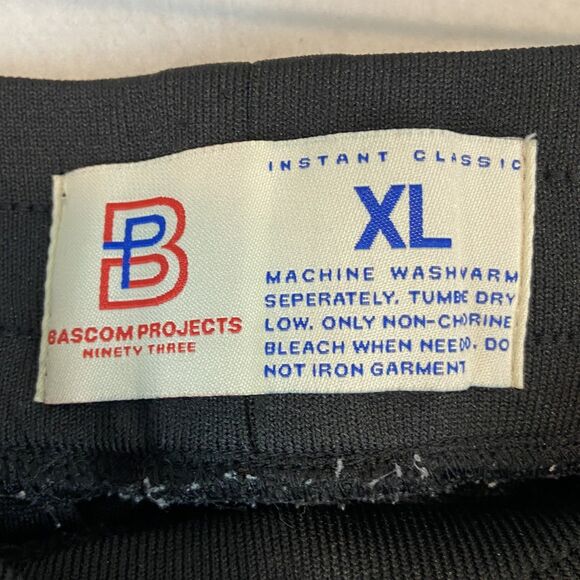 BP
BASCOM PROJECTS
NINETY THREE
INSTANT CLASSIC
XL
MACHINE WASH WARM
SEPERATELY. TUMBE DRY
LOW. ONLY NON-CHORINE
BLEACH WHEN NEEDD. DO
NOT IRON GARMENT